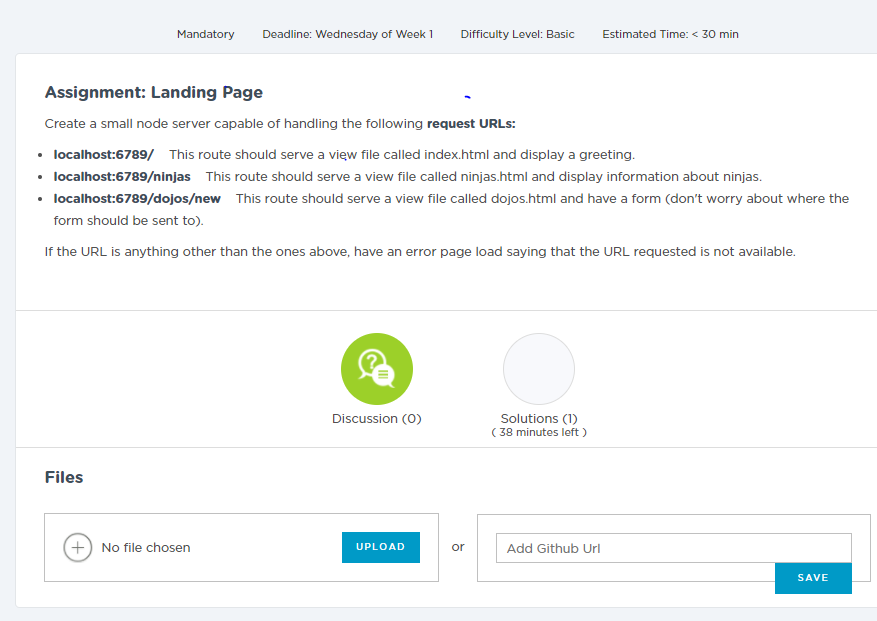 Mandatory Deadline: Wednesday of Week 1 Difficulty Level: Basic Estimated Time: < 30 min
Assignment: Landing Page
Create a small node server capable of handling the following request URLs:
localhost:6789/ This route should serve a view file called index.html and display a greeting.
localhost:6789/ninjas This route should serve a view file called ninjas.html and display information about ninjas.
localhost:6789/dojos/new This route should serve a view file called dojos.html and have a form (don't worry about where the
form should be sent to).
If the URL is anything other than the ones above, have an error page load saying that the URL requested is not available.
Discussion (0) Solutions (1)
( 38 minutes left )
Files
No file chosen UPLOAD or Add Github Url
SAVE